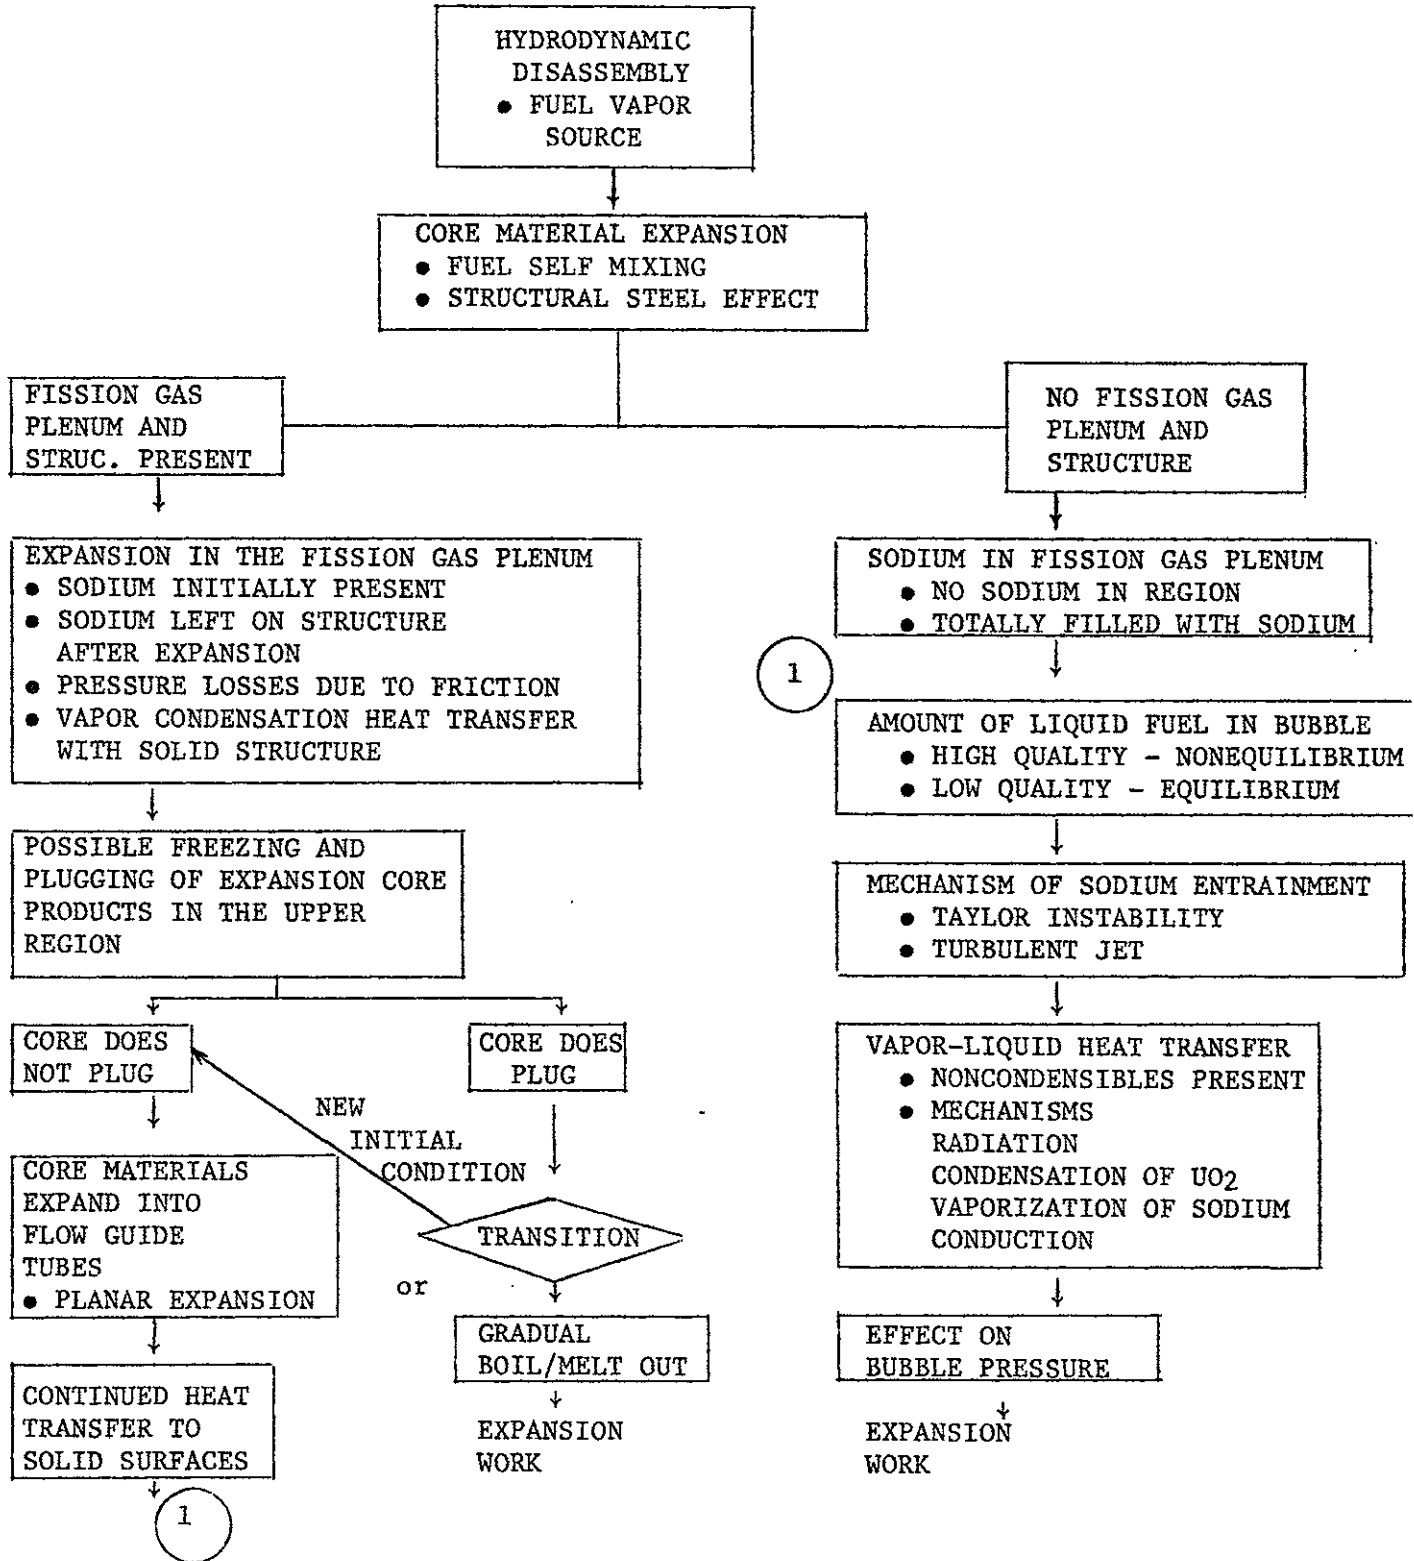 HYDRODYNAMIC
DISASSEMBLY
• FUEL VAPOR
SOURCE
CORE MATERIAL EXPANSION
• FUEL SELF MIXING
• STRUCTURAL STEEL EFFECT
FISSION GAS
PLENUM AND
STRUC. PRESENT
NO FISSION GAS
PLENUM AND
STRUCTURE
EXPANSION IN THE FISSION GAS PLENUM
• SODIUM INITIALLY PRESENT
• SODIUM LEFT ON STRUCTURE
AFTER EXPANSION
• PRESSURE LOSSES DUE TO FRICTION
• VAPOR CONDENSATION HEAT TRANSFER
WITH SOLID STRUCTURE
POSSIBLE FREEZING AND
PLUGGING OF EXPANSION CORE
PRODUCTS IN THE UPPER
REGION
CORE DOES
NOT PLUG
CORE DOES
PLUG
NEW
INITIAL
CONDITION
CORE MATERIALS
EXPAND INTO
FLOW GUIDE
TUBES
• PLANAR EXPANSION
TRANSITION
or
GRADUAL
BOIL/MELT OUT
EXPANSION
WORK
CONTINUED HEAT
TRANSFER TO
SOLID SURFACES
1
SODIUM IN FISSION GAS PLENUM
• NO SODIUM IN REGION
• TOTALLY FILLED WITH SODIUM
1
AMOUNT OF LIQUID FUEL IN BUBBLE
• HIGH QUALITY - NONEQUILIBRIUM
• LOW QUALITY - EQUILIBRIUM
MECHANISM OF SODIUM ENTRAINMENT
• TAYLOR INSTABILITY
• TURBULENT JET
VAPOR-LIQUID HEAT TRANSFER
• NONCONDENSIBLES PRESENT
• MECHANISMS
RADIATION
CONDENSATION OF UO2
VAPORIZATION OF SODIUM
CONDUCTION
EFFECT ON
BUBBLE PRESSURE
EXPANSION
WORK